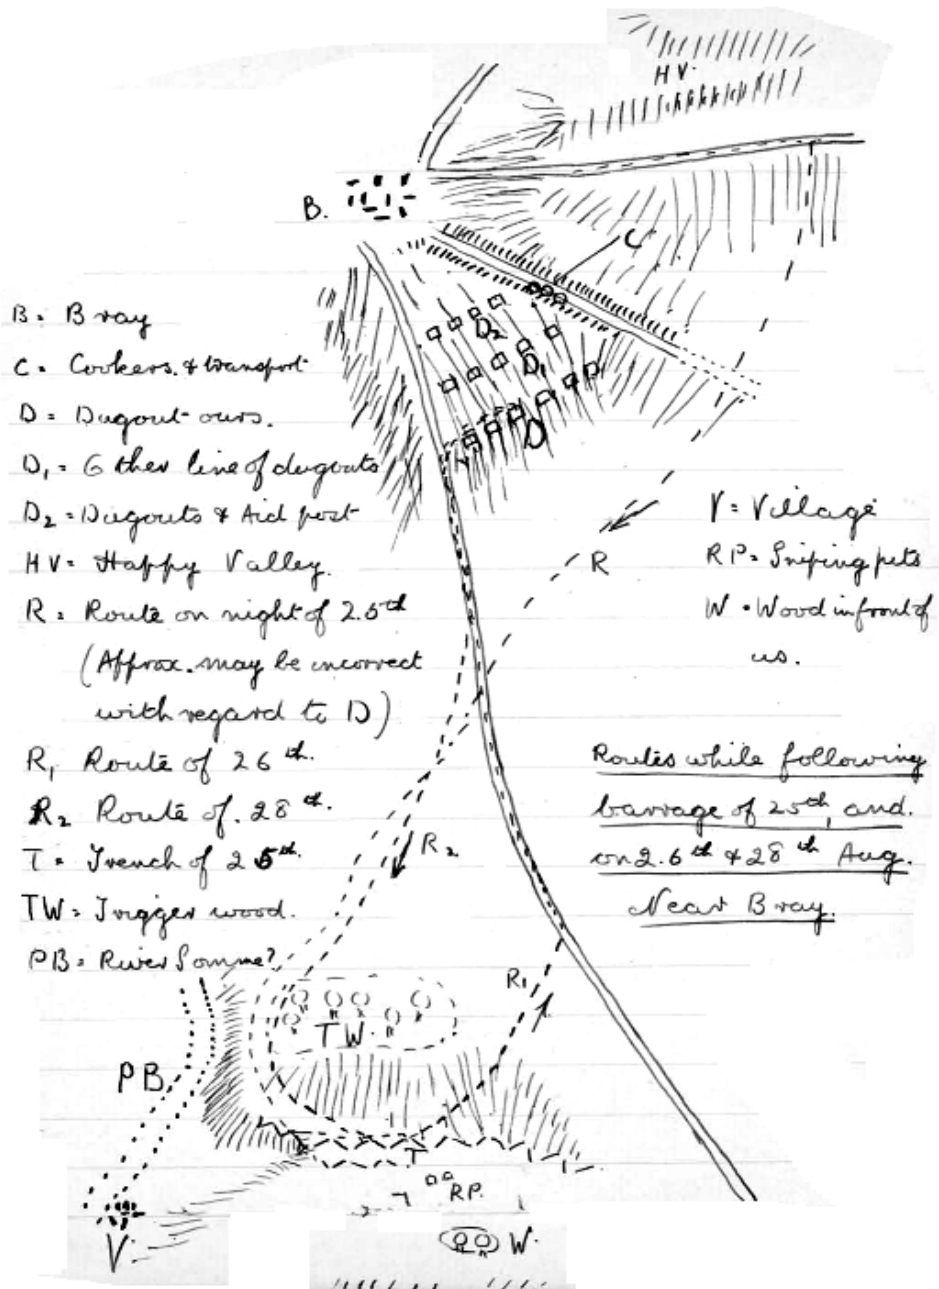 HV.
B.
C
D2
D1
D
B = Bray
C = Cookers. & transport
D = Dugout ours.
D1 = Other line of dugouts
D2 = Dugouts & Aid post
HV = Happy Valley.
R = Route on night of 25th
(Approx. may be incorrect
with regard to D)
R1 Route of 26th.
R2 Route of. 28th.
T = Trench of 25th.
TW = Trigger wood.
PB = River Somme?
R
V = Village
RP = Sniping pits
W = Wood in front of
us.
Routes while following
barrage of 25th, and.
on 26th & 28th Aug.
Near Bray.
R2
R1
TW.
PB
T
RP.
W.
V